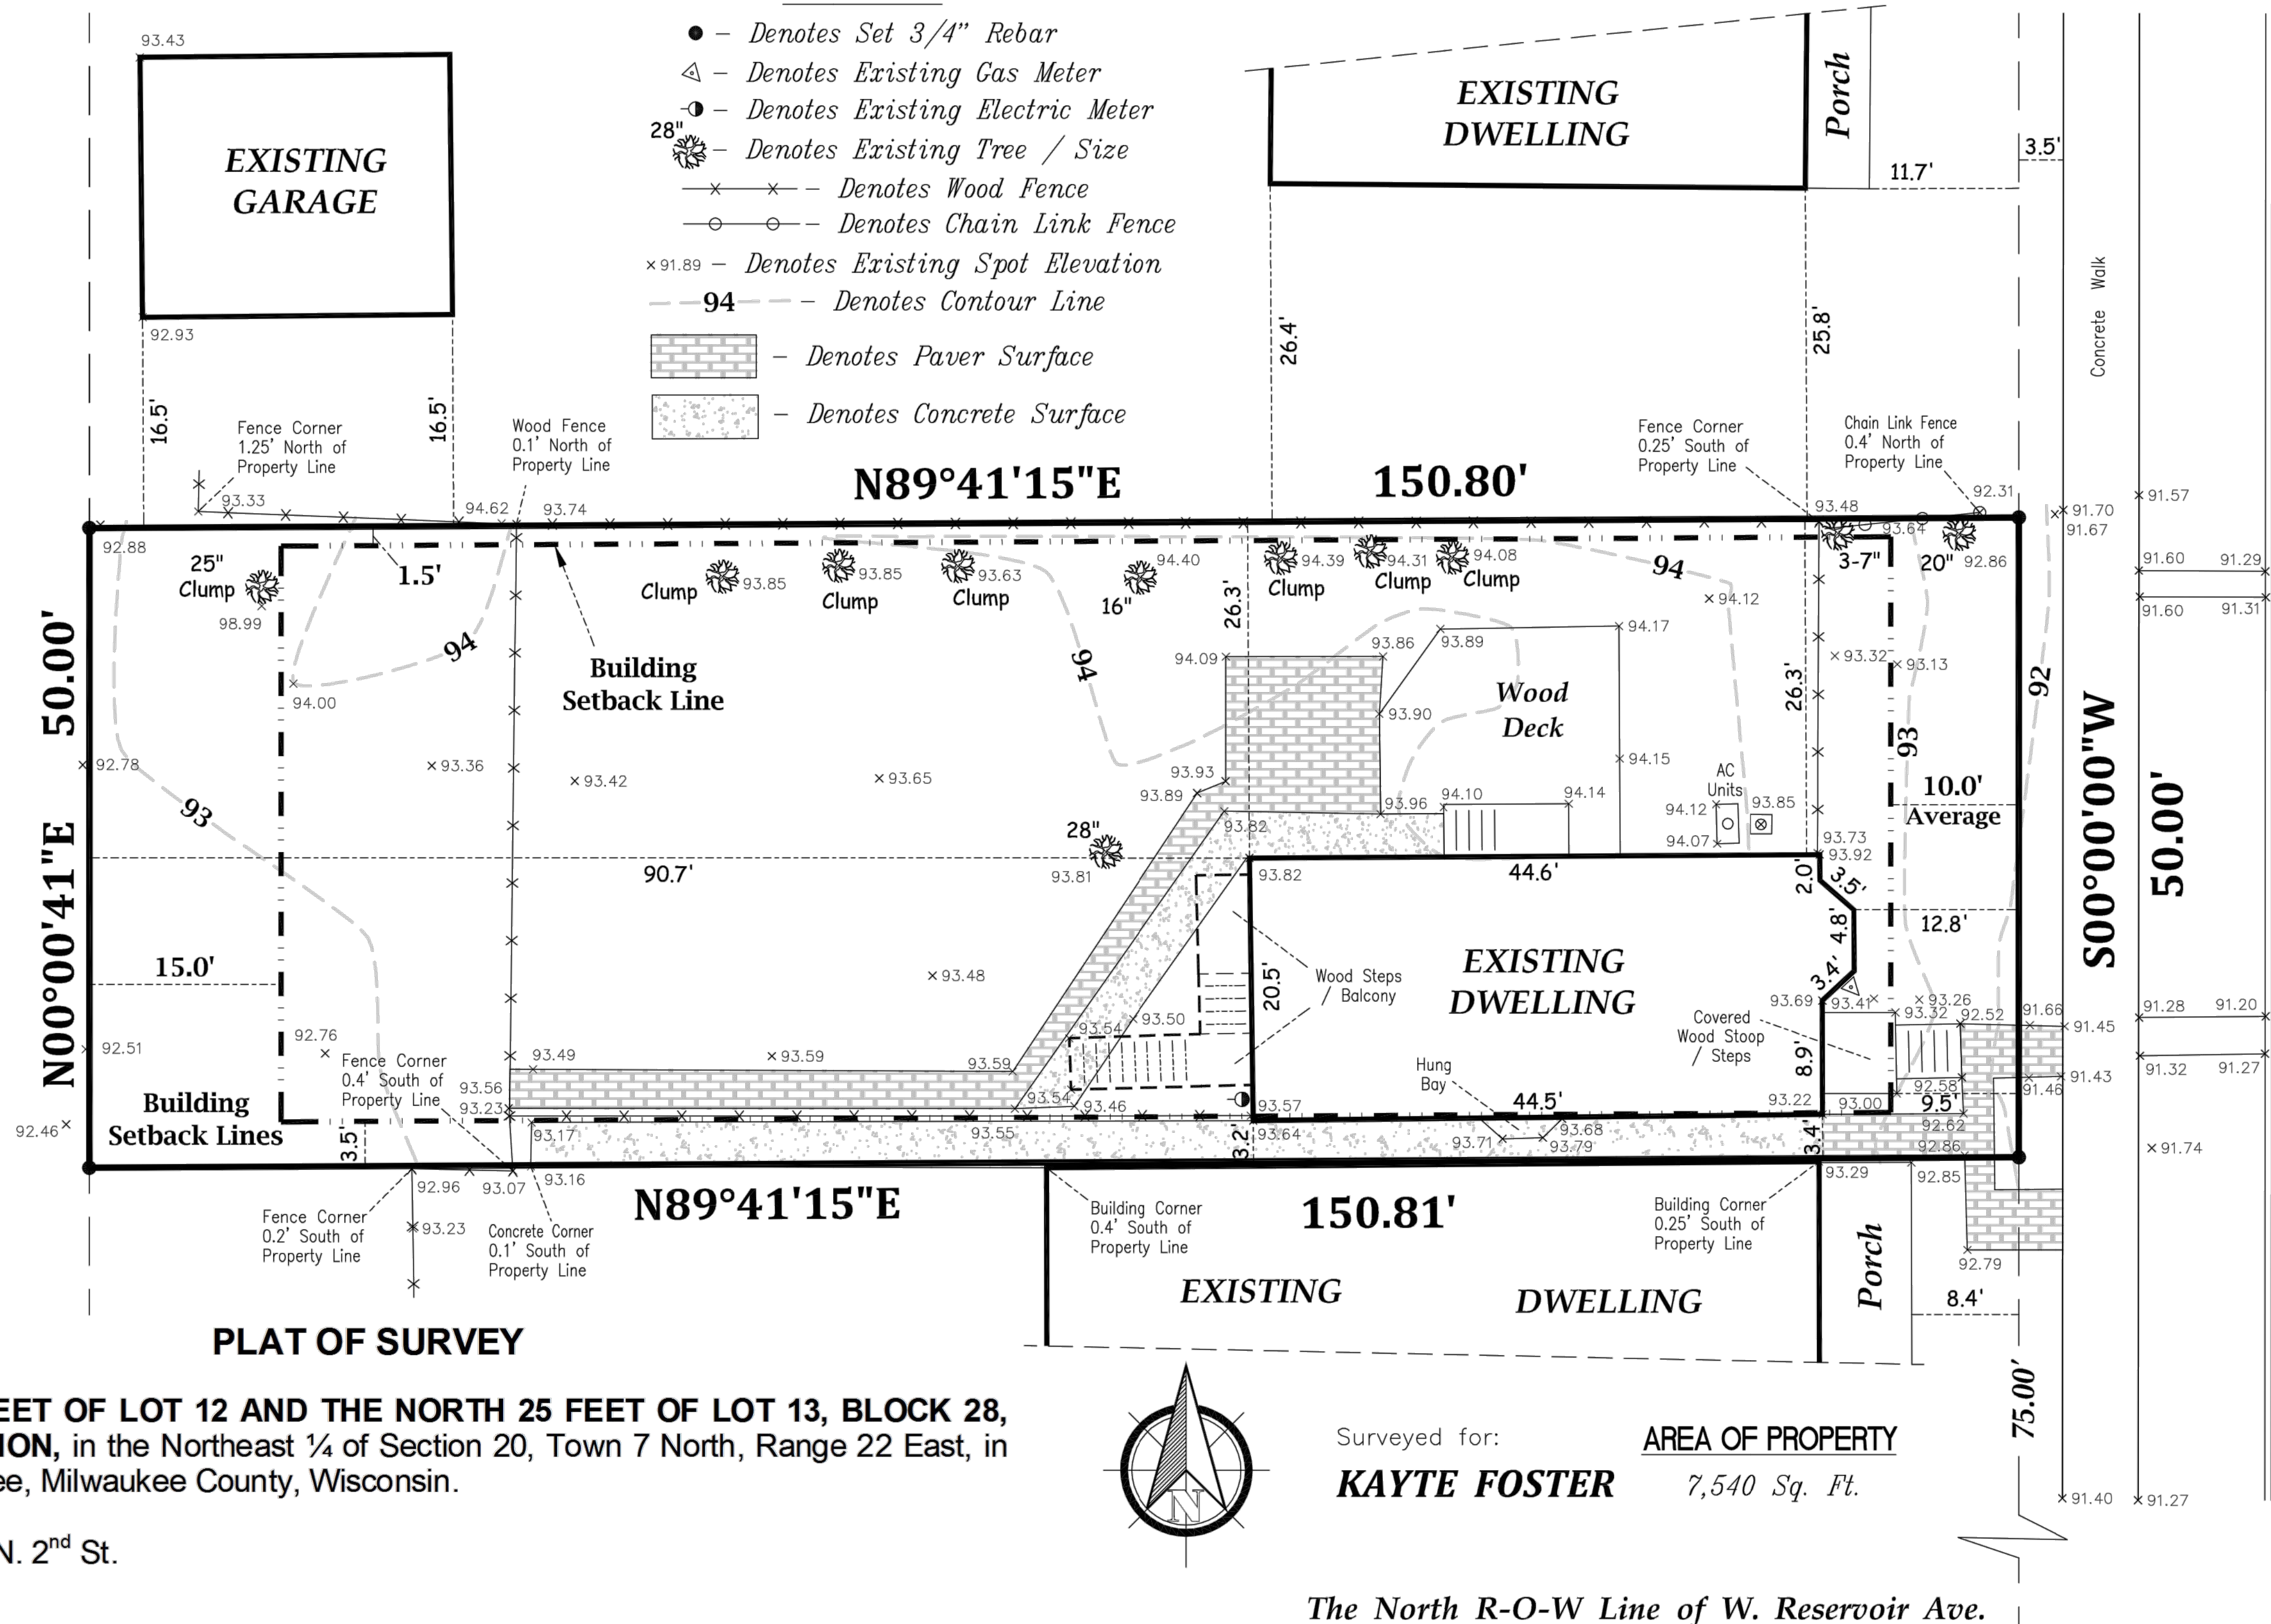 ● – Denotes Set 3/4" Rebar
– Denotes Existing Gas Meter
– Denotes Existing Electric Meter
28" – Denotes Existing Tree / Size
– Denotes Wood Fence
– Denotes Chain Link Fence
×91.89 – Denotes Existing Spot Elevation
94 – Denotes Contour Line
– Denotes Paver Surface
– Denotes Concrete Surface
93.43
EXISTING
GARAGE
92.93
16.5'
16.5'
EXISTING
DWELLING
Porch
3.5'
11.7'
26.4'
25.8'
Concrete Walk
Fence Corner
1.25' North of
Property Line
Wood Fence
0.1' North of
Property Line
Fence Corner
0.25' South of
Property Line
Chain Link Fence
0.4' North of
Property Line
N89°41'15"E
150.80'
93.33
94.62
93.74
93.48
92.31
91.57
91.70
91.67
92.88
25"
Clump
98.99
1.5'
Clump
93.85
Clump
93.85
Clump
93.63
16"
94.40
Clump
94.39
Clump
94.31
Clump
94.08
94
93.64
3-7"
20"
92.86
91.60
91.29
91.60
91.31
94
94
94.00
Building
Setback Line
26.3'
94.12
94.09
93.86
93.89
94.17
93.90
Wood
Deck
94.15
26.3'
93.32
93.13
92
93
10.0'
Average
N00°00'41"E 50.00'
S00°00'00"W
50.00'
92.78
93
93.36
93.42
93.65
93.93
93.89
93.82
93.96
94.10
94.14
AC
Units
94.12
94.07
93.85
93.73
93.92
28"
93.81
90.7'
93.82
44.6'
2.0'
3.5'
4.8'
3.4'
12.8'
15.0'
93.48
20.5'
Wood Steps
/ Balcony
EXISTING
DWELLING
93.69
93.41
93.26
93.32
92.52
91.66
91.45
91.28
91.20
Covered
Wood Stoop
/ Steps
8.9'
92.51
92.76
93.49
93.59
93.59
93.54
93.50
Hung
Bay
92.58
91.46
91.43
91.32
91.27
Fence Corner
0.4' South of
Property Line
93.56
93.23
93.54
93.46
93.57
44.5'
93.22
93.00
9.5'
Building
Setback Lines
92.46
3.5'
93.17
93.55
3.2'
93.64
93.71
93.68
93.79
3.4'
92.62
92.86
91.74
92.96
93.07
93.16
93.29
92.85
N89°41'15"E
150.81'
Fence Corner
0.2' South of
Property Line
93.23
Concrete Corner
0.1' South of
Property Line
Building Corner
0.4' South of
Property Line
Building Corner
0.25' South of
Property Line
EXISTING DWELLING
Porch
92.79
8.4'
75.00'
PLAT OF SURVEY
EET OF LOT 12 AND THE NORTH 25 FEET OF LOT 13, BLOCK 28,
ION, in the Northeast ¼ of Section 20, Town 7 North, Range 22 East, in
ee, Milwaukee County, Wisconsin.
N. 2nd St.
N
Surveyed for:
KAYTE FOSTER
AREA OF PROPERTY
7,540 Sq. Ft.
91.40
91.27
The North R-O-W Line of W. Reservoir Ave.